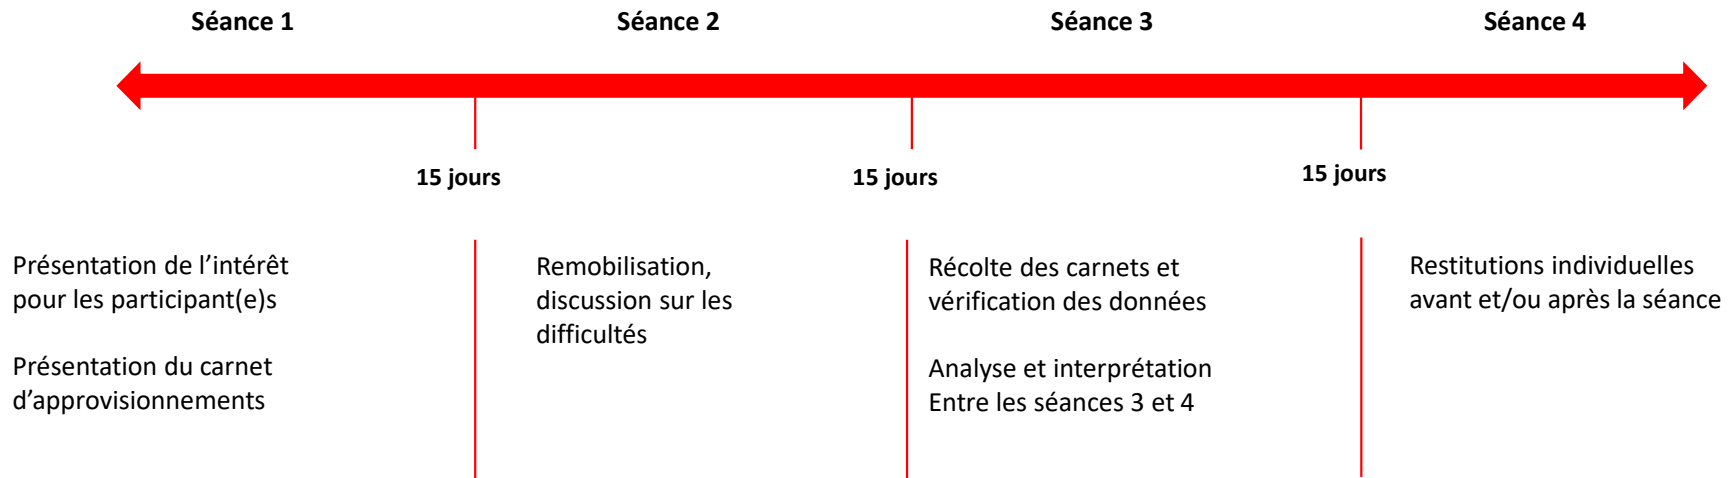 Séance 1
Séance 2
Séance 3
Séance 4
15 jours
15 jours
15 jours
Présentation de l’intérêt
pour les participant(e)s
Présentation du carnet
d’approvisionnements
Remobilisation,
discussion sur les
difficultés
Récolte des carnets et
vérification des données
Analyse et interprétation
Entre les séances 3 et 4
Restitutions individuelles
avant et/ou après la séance